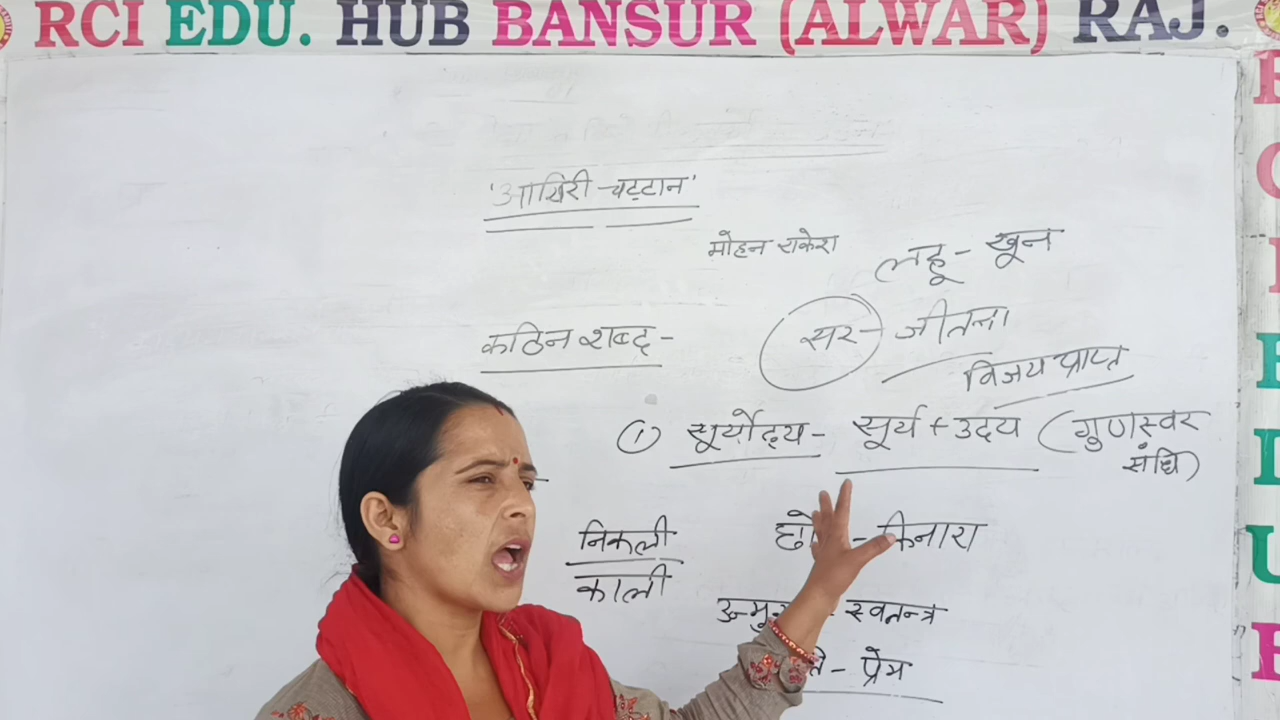 RCI EDU. HUB BANSUR (ALWAR) RAJ.
'आखिरी चट्टान'
मोहन राकेश
लहू - खून
कठिन शब्द -
सर - जीतना
विजय प्राप्त
① सूर्योदय - सूर्य + उदय (गुणस्वर
संधि)
निकली
काली
- किनारा
- स्वतन्त्र
- प्रेम